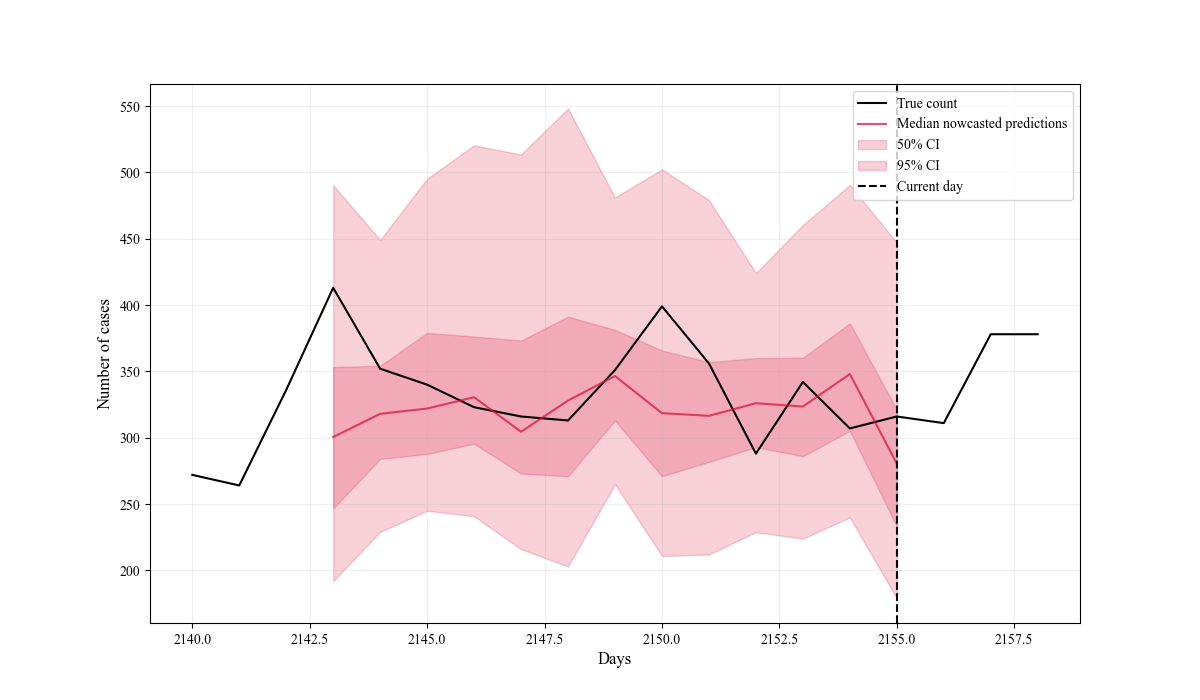 True count
Median nowcasted predictions
50% CI
95% CI
Current day
550
500
450
400
350
300
250
200
Number of cases
2140.0 2142.5 2145.0 2147.5 2150.0 2152.5 2155.0 2157.5
Days